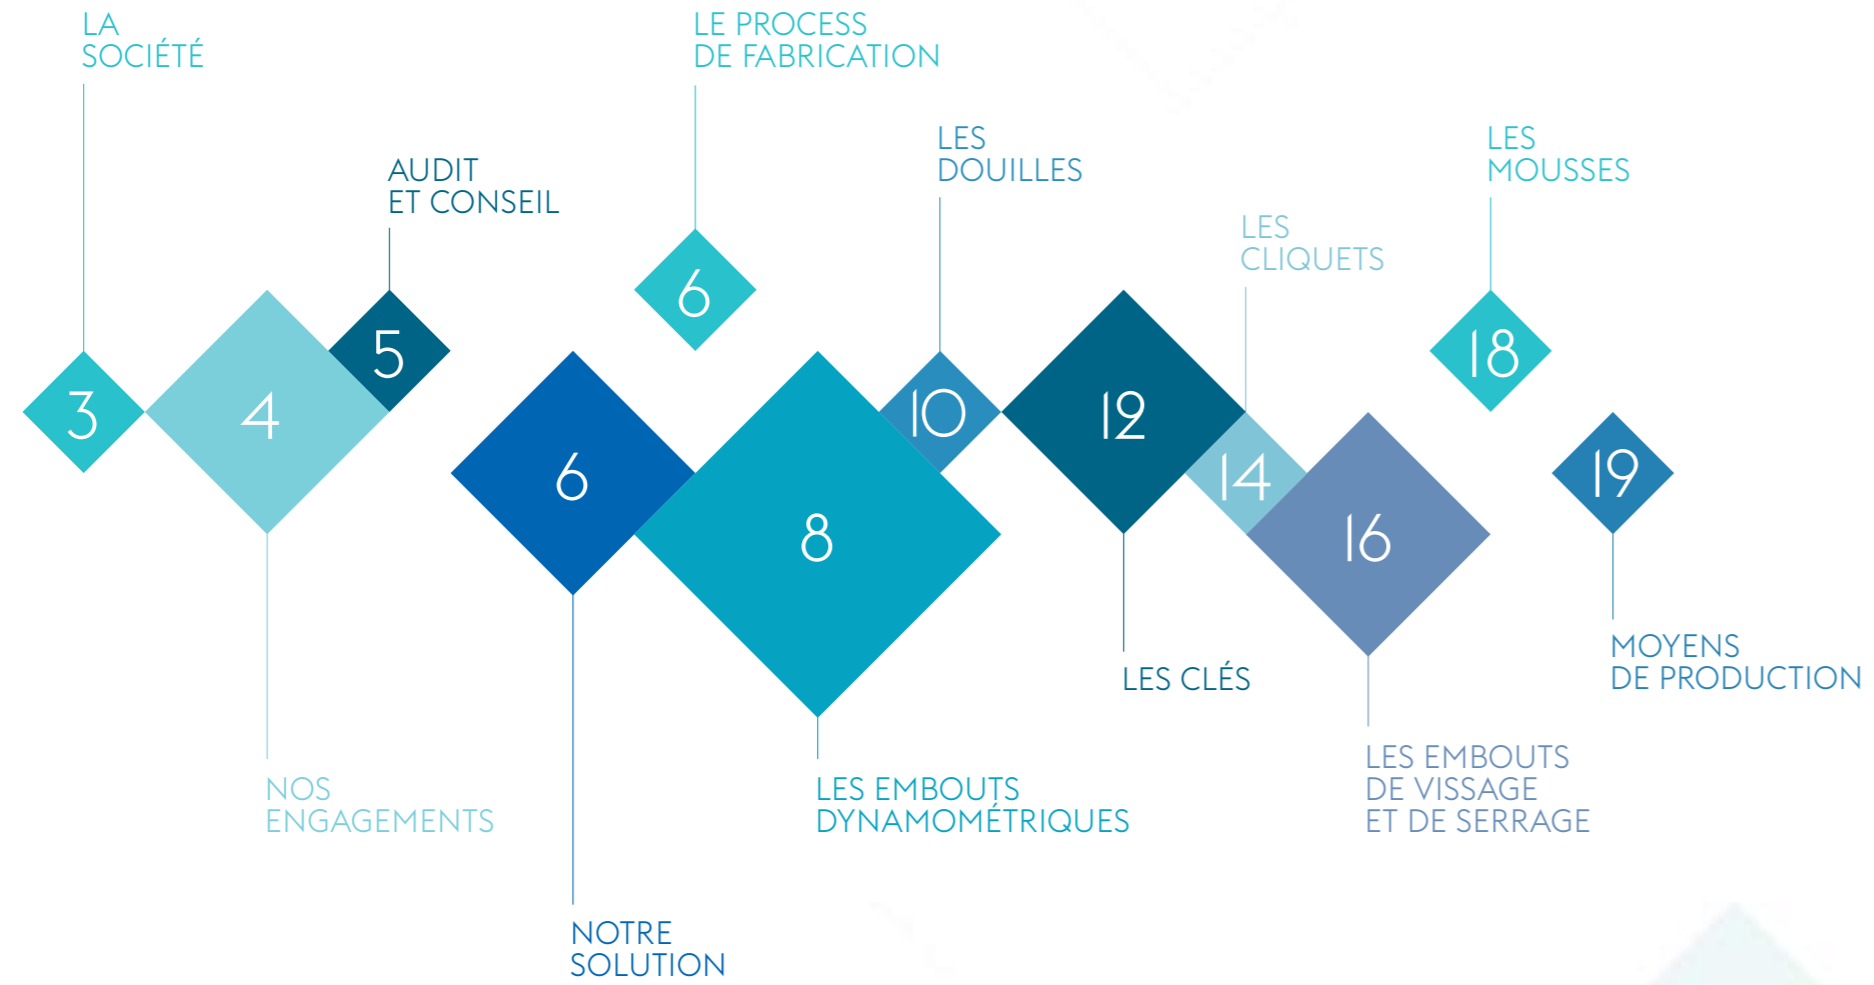 LA
SOCIÉTÉ
3
4
NOS
ENGAGEMENTS
AUDIT
ET CONSEIL
5
6
NOTRE
SOLUTION
LE PROCESS
DE FABRICATION
6
8
LES EMBOUTS
DYNAMOMÉTRIQUES
LES
DOUILLES
10
12
LES CLÉS
LES
CLIQUETS
14
16
LES EMBOUTS
DE VISSAGE
ET DE SERRAGE
LES
MOUSSES
18
19
MOYENS
DE PRODUCTION